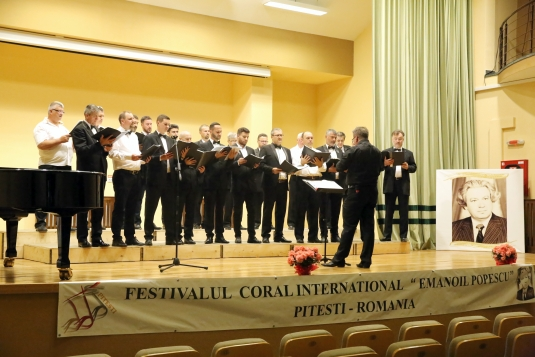 FESTIVALUL CORAL INTERNATIONAL " EMANOIL POPESCU"
PITESTI - ROMANIA